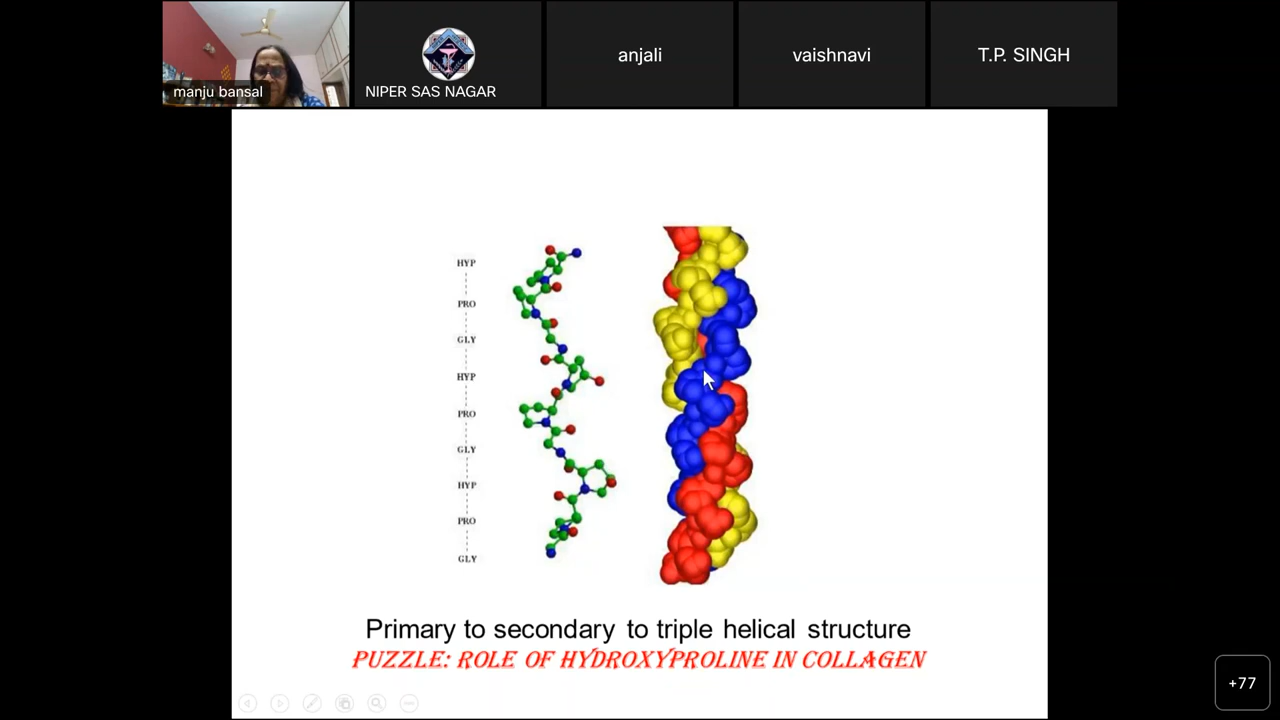 manju bansal
NIPER SAS NAGAR
anjali
vaishnavi
T.P. SINGH
HYP
PRO
GLY
HYP
PRO
GLY
HYP
PRO
GLY
Primary to secondary to triple helical structure
PUZZLE: ROLE OF HYDROXYPROLINE IN COLLAGEN
+77